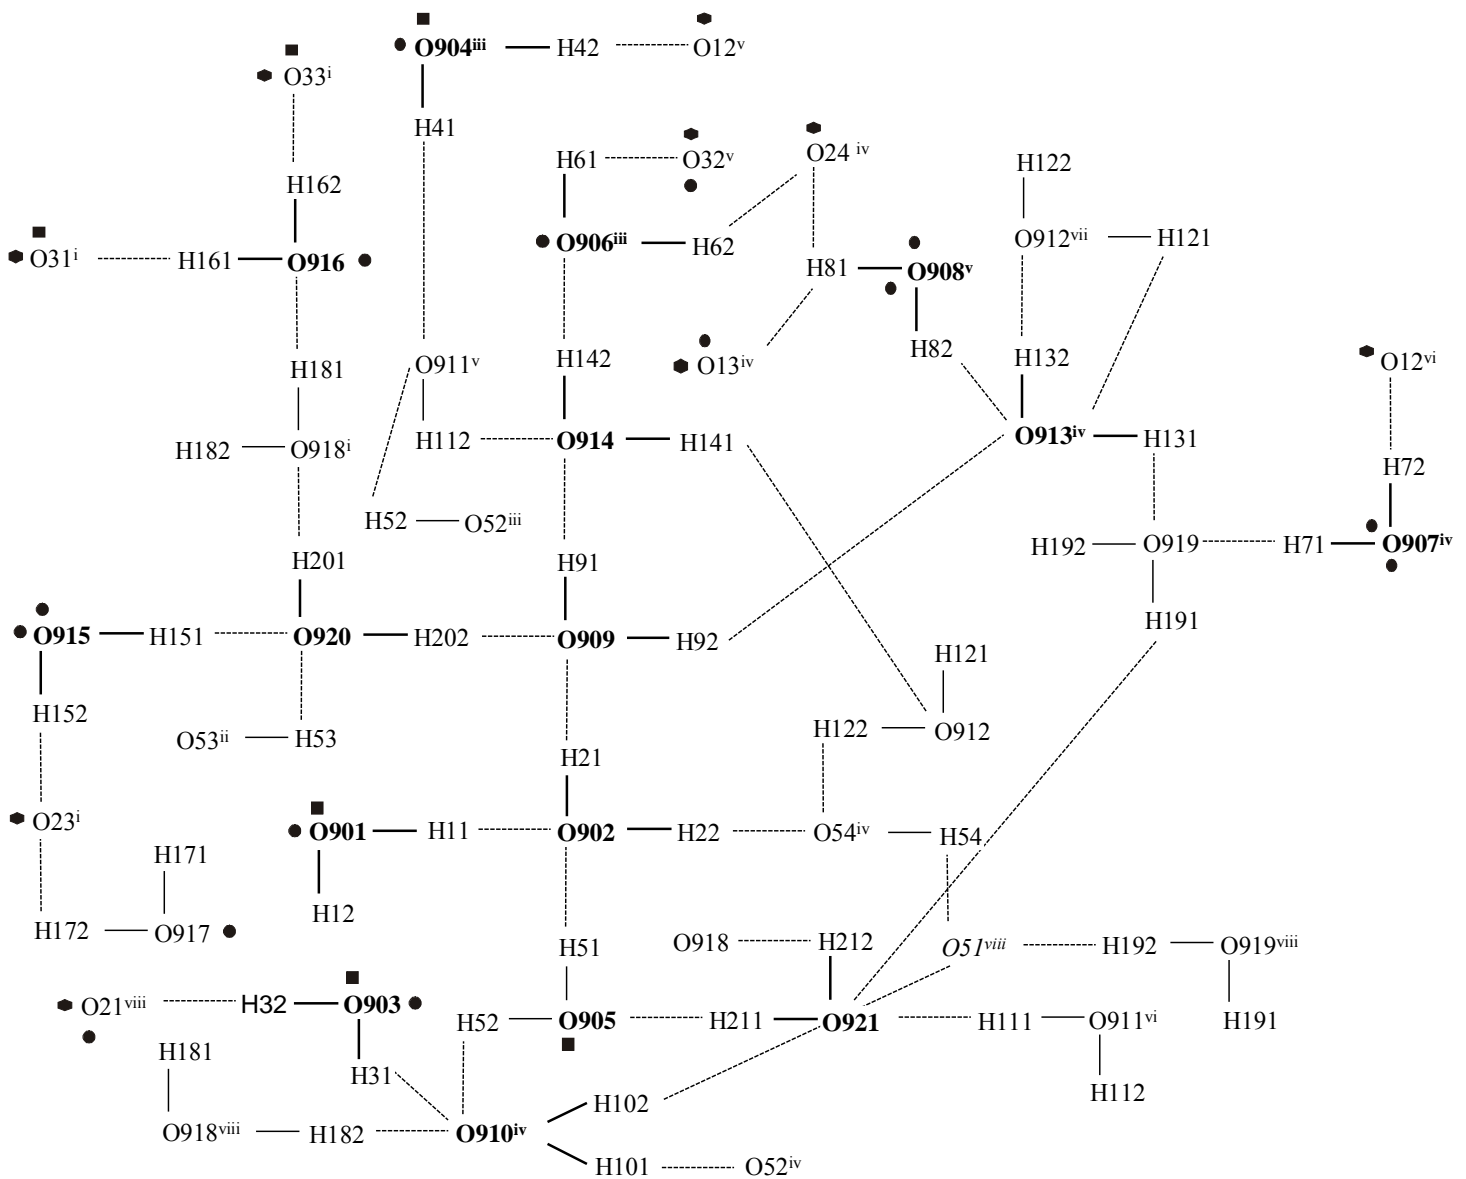 O904ⁱⁱⁱ H42 O12ᵛ
O33ⁱ
H41
H61 O32ᵛ O24 ⁱᵛ H122
H162
O31ⁱ H161 O916 O906ⁱⁱⁱ H62 H81 O908ᵛ O912ᵛⁱⁱ H121
H82
H181 O911ᵛ H142 O13ⁱᵛ H132 O12ᵛⁱ
H182 O918ⁱ H112 O914 H141 O913ⁱᵛ H131
H72
H52 O52ⁱⁱⁱ
H201 H91 H192 O919 H71 O907ⁱᵛ
O915 H151 O920 H202 O909 H92 H191
H121
H152 O53ⁱⁱ H53 H122 O912
H21
O23ⁱ O901 H11 O902 H22 O54ⁱᵛ H54
H171
H12
H172 O917 H51 O918 H212 O51ᵛⁱⁱⁱ H192 O919ᵛⁱⁱⁱ
O21ᵛⁱⁱⁱ H32 O903 H52 O905 H211 O921 H111 O911ᵛⁱ H191
H181 H31
H102 H112
O918ᵛⁱⁱⁱ H182 O910ⁱᵛ
H101 O52ⁱᵛ